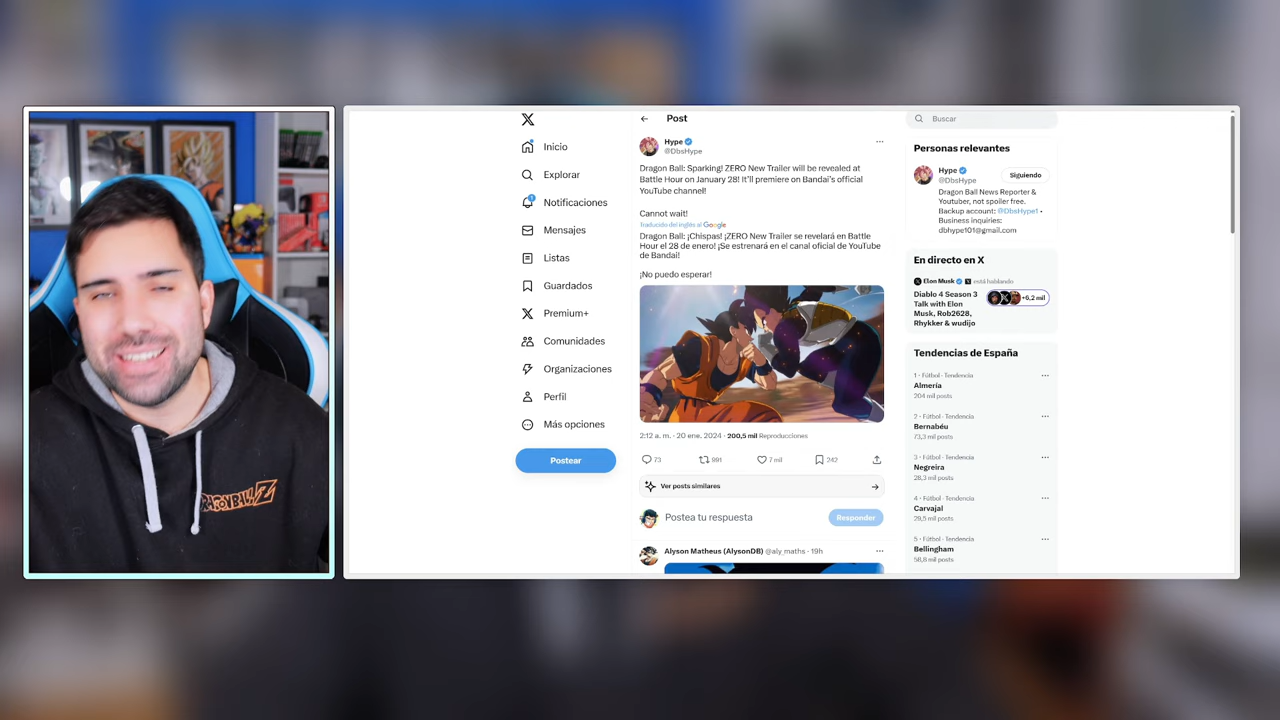 DRAGONBALL Z
Inicio
Explorar
Notificaciones
Mensajes
Listas
Guardados
Premium+
Comunidades
Organizaciones
Perfil
Más opciones
Postear
Post
Hype
@DbsHype
Dragon Ball: Sparking! ZERO New Trailer will be revealed at
Battle Hour on January 28! It'll premiere on Bandai's official
YouTube channel!
Cannot wait!
Traducido del inglés al Google
Dragon Ball: ¡Chispas! ¡ZERO New Trailer se revelará en Battle
Hour el 28 de enero! ¡Se estrenará en el canal oficial de YouTube
de Bandai!
¡No puedo esperar!
2:12 a. m. · 20 ene. 2024 · 200,5 mil Reproducciones
73 991 7 mil 242
Ver posts similares
Postea tu respuesta
Responder
Alyson Matheus (AlysonDB) @aly_maths · 19h
Buscar
Personas relevantes
Hype
@DbsHype
Siguiendo
Dragon Ball News Reporter &
Youtuber, not spoiler free.
Backup account: @DbsHype1 •
Business inquiries:
dbhype101@gmail.com
En directo en X
Elon Musk está hablando
Diablo 4 Season 3
Talk with Elon
Musk, Rob2628,
Rhykker & wudijo
+6,2 mil
Tendencias de España
1 · Fútbol · Tendencia
Almería
204 mil posts
2 · Fútbol · Tendencia
Bernabéu
73,3 mil posts
3 · Fútbol · Tendencia
Negreira
28,3 mil posts
4 · Fútbol · Tendencia
Carvajal
29,5 mil posts
5 · Fútbol · Tendencia
Bellingham
58,8 mil posts